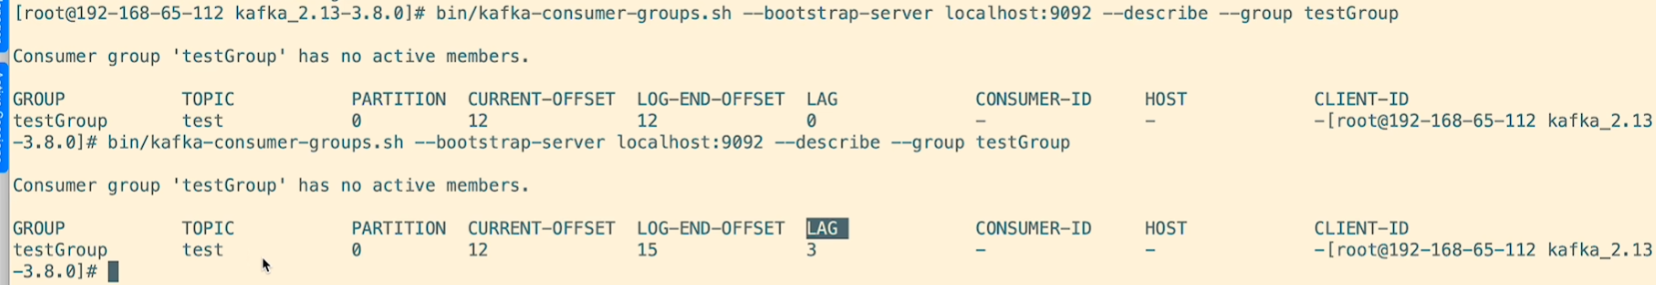 [root@192-168-65-112 kafka_2.13-3.8.0]# bin/kafka-consumer-groups.sh --bootstrap-server localhost:9092 --describe --group testGroup
Consumer group 'testGroup' has no active members.
GROUP TOPIC PARTITION CURRENT-OFFSET LOG-END-OFFSET LAG CONSUMER-ID HOST CLIENT-ID
testGroup test 0 12 12 0 - - -[root@192-168-65-112 kafka_2.13
-3.8.0]# bin/kafka-consumer-groups.sh --bootstrap-server localhost:9092 --describe --group testGroup
Consumer group 'testGroup' has no active members.
GROUP TOPIC PARTITION CURRENT-OFFSET LOG-END-OFFSET LAG CONSUMER-ID HOST CLIENT-ID
testGroup test 0 12 15 3 - - -[root@192-168-65-112 kafka_2.13
-3.8.0]#